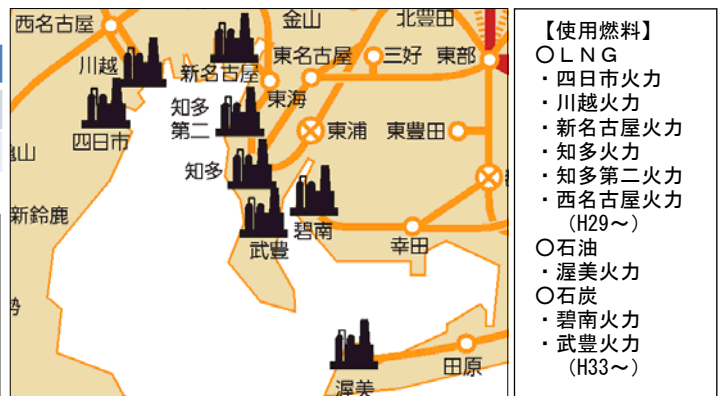 西名古屋
金山
北豊田
川越
新名古屋
東名古屋
三好
東部
東海
知多
第二
四日市
東浦
東豊田
知多
新鈴鹿
碧南
武豊
幸田
田原
渥美
【使用燃料】
○ＬＮＧ
・四日市火力
・川越火力
・新名古屋火力
・知多火力
・知多第二火力
・西名古屋火力
（H29～）
○石油
・渥美火力
○石炭
・碧南火力
・武豊火力
（H33～）